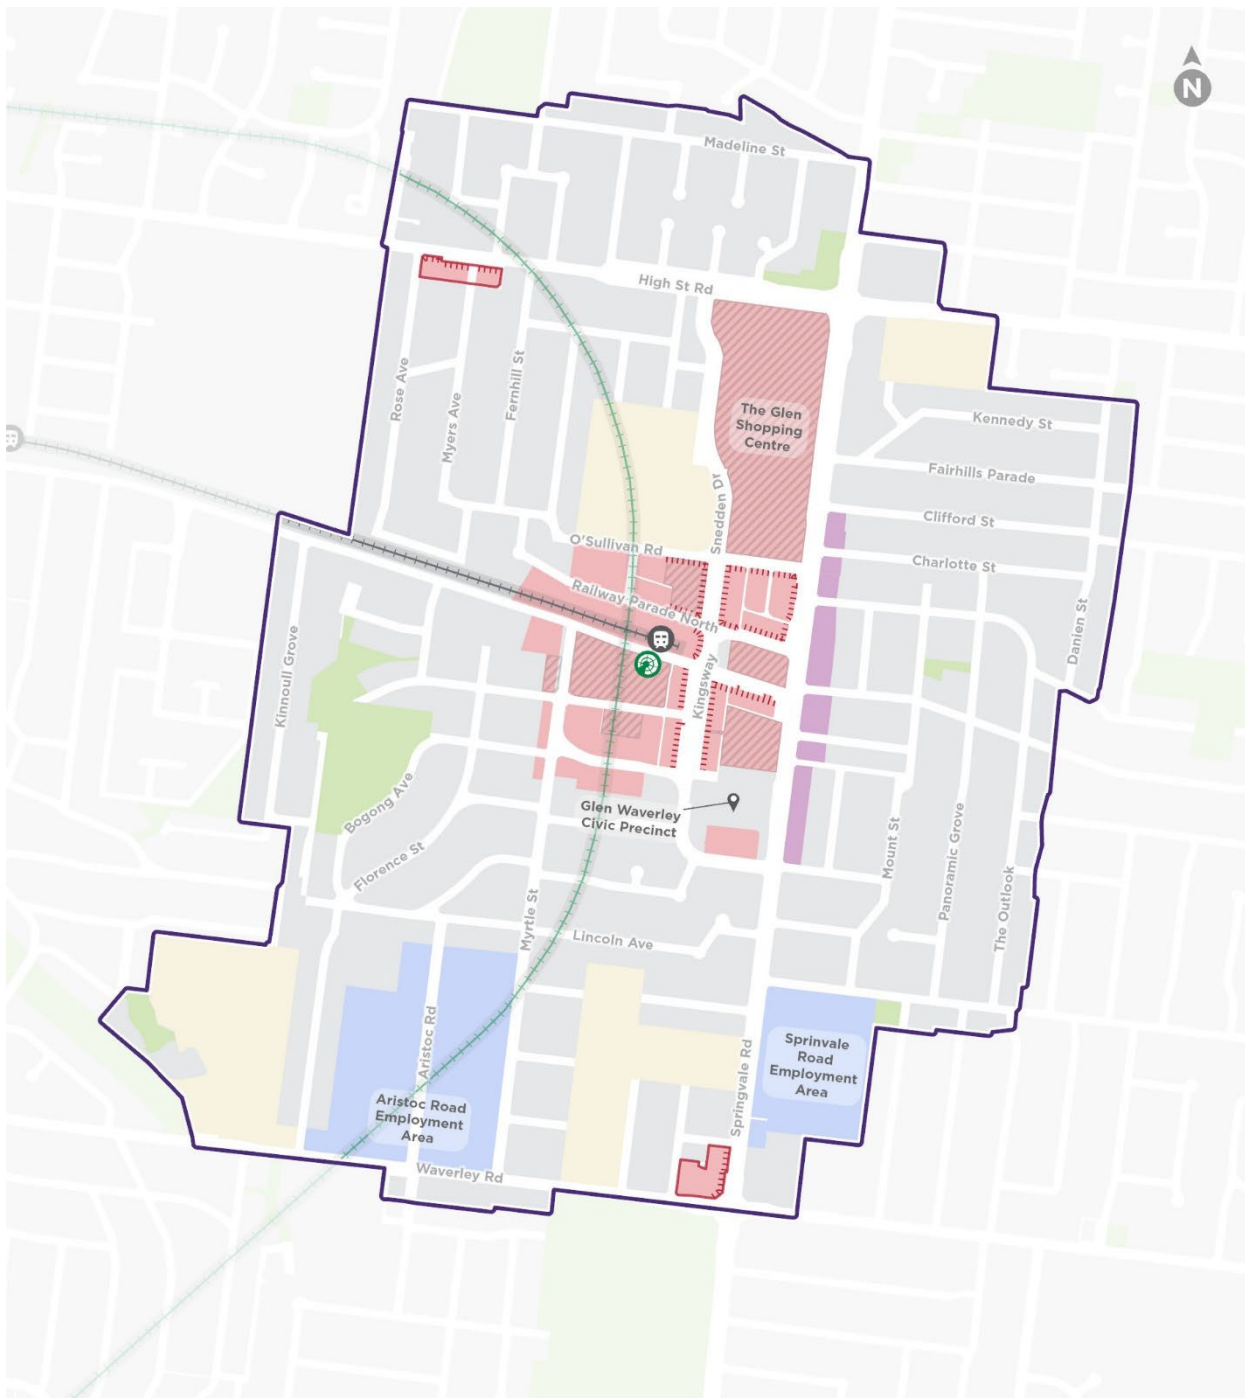 N
Madeline St
High St Rd
The Glen
Shopping
Centre
Rose Ave
Myers Ave
Fernhill St
Kennedy St
Fairhills Parade
Clifford St
Charlotte St
Snedden Dr
O'Sullivan Rd
Railway Parade North
Danien St
Kinnoull Grove
Kingsway
Bogong Ave
Glen Waverley
Civic Precinct
Florence St
Mount St
Panoramic Grove
The Outlook
Myrtle St
Lincoln Ave
Aristoc Rd
Springvale Rd
Sprinvale
Road
Employment
Area
Aristoc Road
Employment
Area
Waverley Rd